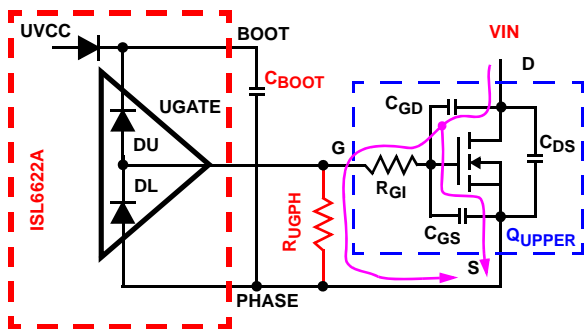 UVCC
BOOT
VIN
D
CBOOT
UGATE
CGD
CDS
DU
G
DL
RGI
ISL6622A
RUGPH
CGS
QUPPER
S
PHASE